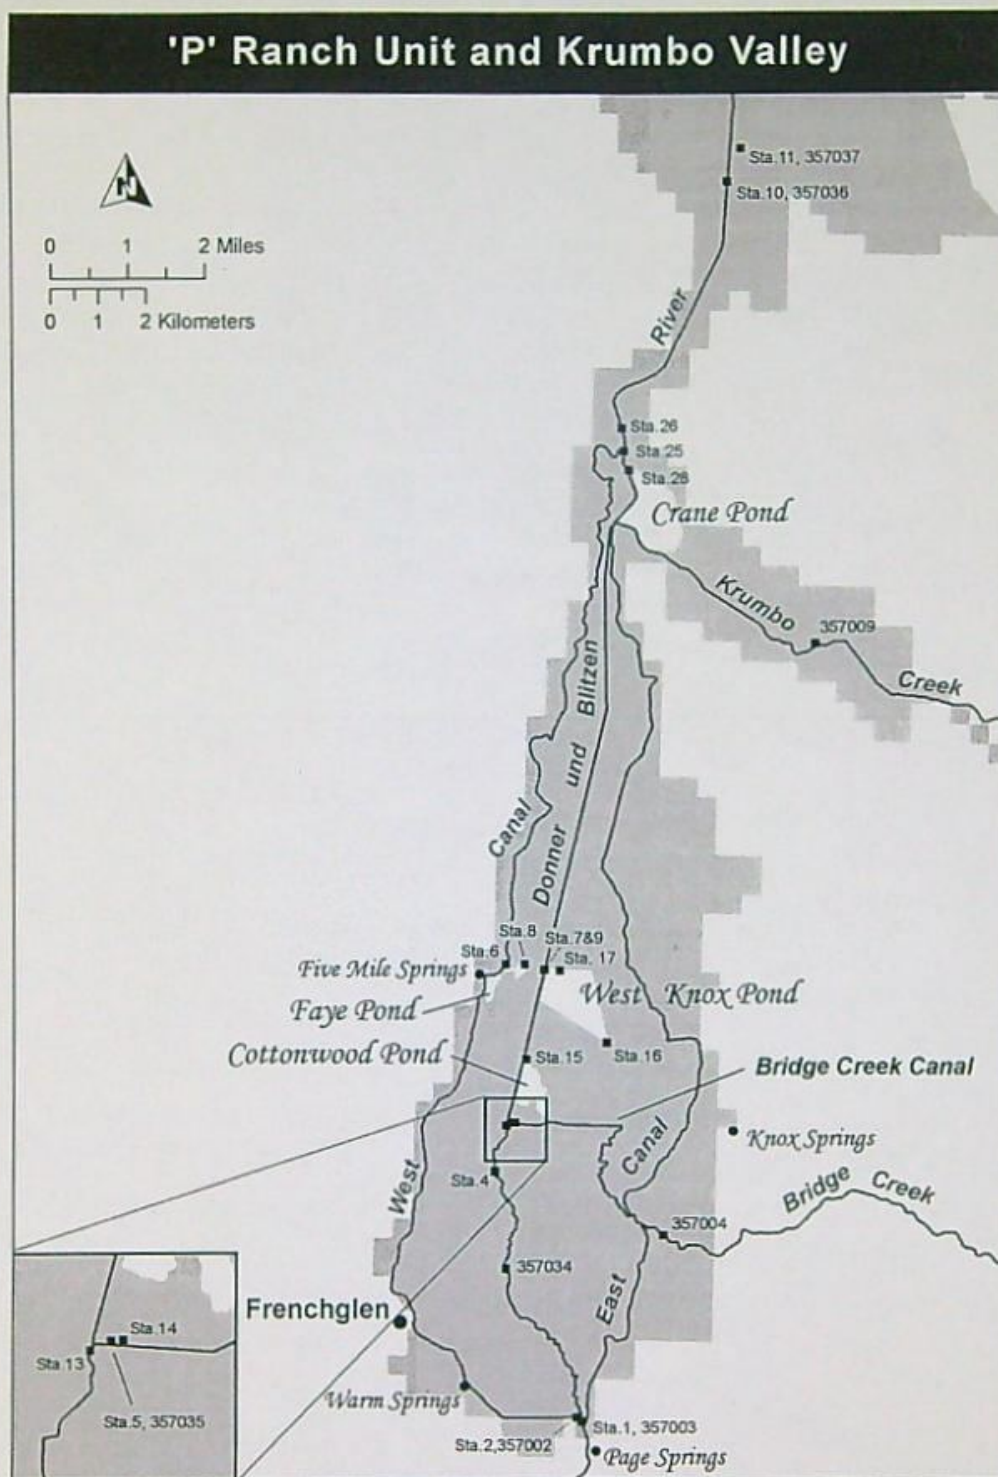 'P' Ranch Unit and Krumbo Valley
N
0 1 2 Miles
0 1 2 Kilometers
Sta.11, 357037
Sta.10, 357036
River
Sta.26
Sta.25
Sta.28
Crane Pond
Krumbo
357009
Creek
Blitzen
und
Donner
Canal
Sta.8
Sta.7&9
Sta.6
Sta. 17
Five Mile Springs
West Knox Pond
Faye Pond
Cottonwood Pond
Sta.15
Sta.16
Bridge Creek Canal
Canal
Knox Springs
West
Sta.4
Bridge Creek
357004
357034
East
Frenchglen
Sta.14
Sta.13
Sta.5, 357035
Warm Springs
Sta.1, 357003
Sta.2,357002
Page Springs